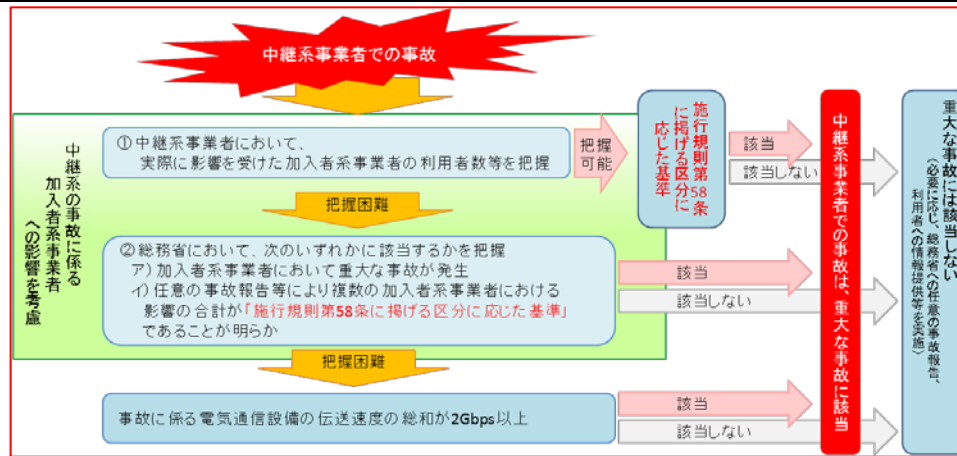 中継系事業者での事故
中継系の事故に係る
加入者系事業者
への影響を考慮
①中継系事業者において、
実際に影響を受けた加入者系事業者の利用者数等を把握
把握
可能
施行規則第58条
に掲げる区分に
応じた基準
該当
該当しない
把握困難
②総務省において、次のいずれかに該当するかを把握
ア)加入者系事業者において重大な事故が発生
イ)任意の事故報告等により複数の加入者系事業者における
影響の合計が「施行規則第58条に掲げる区分に応じた基準」
であることが明らか
該当
該当しない
把握困難
事故に係る電気通信設備の伝送速度の総和が2Gbps以上
該当
該当しない
中継系事業者での事故は、重大な事故に該当
重大な事故には該当しない
(必要に応じ、総務省への任意の事故報告、
利用者への情報提供等を実施)